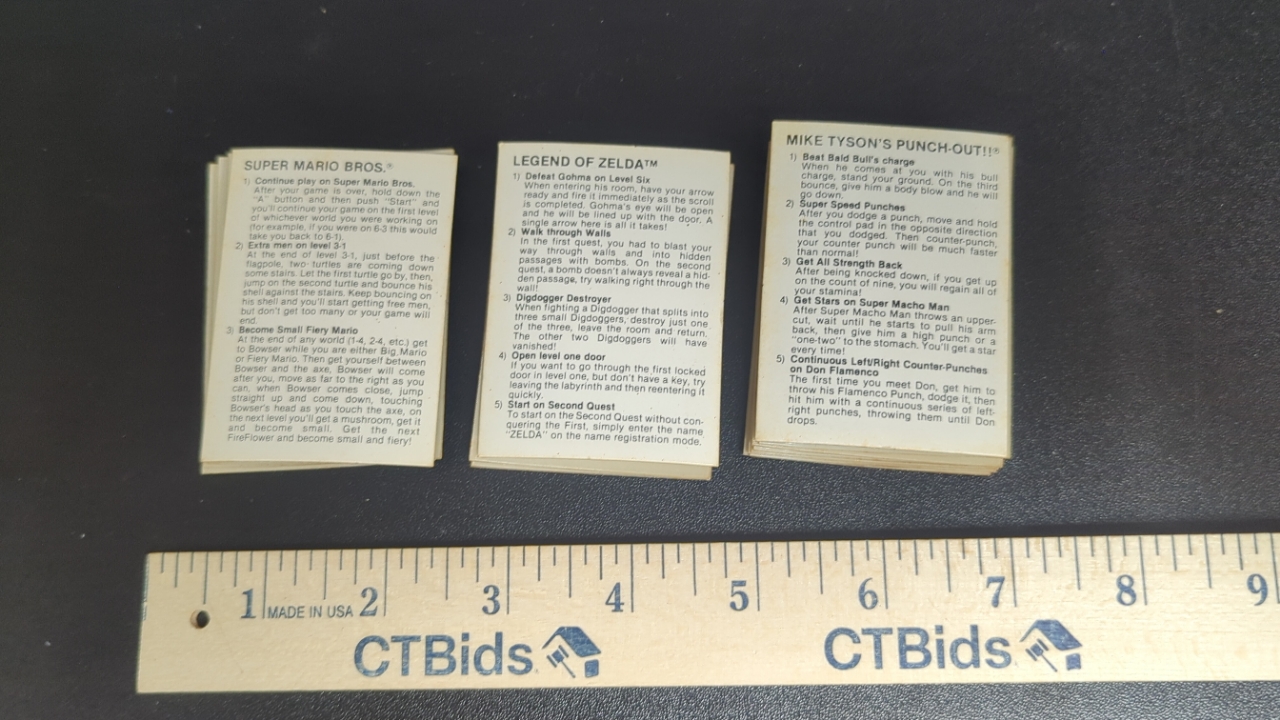 SUPER MARIO BROS.®
1) Continue play on Super Mario Bros.
After your game is over, hold down the
"A" button and then push "Start" and
you'll continue your game on the first level
of whichever world you were working on
(for example, if you were on 6-3 this would
take you back to 6-1).
2) Extra men on level 3-1
At the end of level 3-1, just before the
flagpole, two turtles are coming down
some stairs. Let the first turtle go by, then,
jump on the second turtle and bounce his
shell against the stairs. Keep bouncing on
his shell and you'll start getting free men,
but don't get too many or your game will
end.
3) Become Small Fiery Mario
At the end of any world (1-4, 2-4, etc.) get
to Bowser while you are either Big Mario
or Fiery Mario. Then get yourself between
Bowser and the axe, Bowser will come
after you, move as far to the right as you
can, when Bowser comes close, jump
straight up and come down, touching
Bowser's head as you touch the axe, on
the next level you'll get a mushroom, get it
and become small. Get the next
FireFlower and become small and fiery!
LEGEND OF ZELDA™
1) Defeat Gohma on Level Six
When entering his room, have your arrow
ready and fire it immediately as the scroll
is completed. Gohma's eye will be open
and he will be lined up with the door. A
single arrow here is all it takes!
2) Walk through Walls
In the first quest, you had to blast your
way through walls and into hidden
passages with bombs. On the second
quest, a bomb doesn't always reveal a hid-
den passage, try walking right through the
wall!
3) Digdogger Destroyer
When fighting a Digdogger that splits into
three small Digdoggers, destroy just one
of the three, leave the room and return.
The other two Digdoggers will have
vanished!
4) Open level one door
If you want to go through the first locked
door in level one, but don't have a key, try
leaving the labyrinth and then reentering it
quickly.
5) Start on Second Quest
To start on the Second Quest without con-
quering the First, simply enter the name
"ZELDA" on the name registration mode.
MIKE TYSON'S PUNCH-OUT!!®
1) Beat Bald Bull's charge
When he comes at you with his bull
charge, stand your ground. On the third
bounce, give him a body blow and he will
go down.
2) Super Speed Punches
After you dodge a punch, move and hold
the control pad in the opposite direction
that you dodged. Then counter-punch,
your counter punch will be much faster
than normal!
3) Get All Strength Back
After being knocked down, if you get up
on the count of nine, you will regain all of
your stamina!
4) Get Stars on Super Macho Man
After Super Macho Man throws an upper-
cut, wait until he starts to pull his arm
back, then give him a high punch or a
"one-two" to the stomach. You'll get a star
every time!
5) Continuous Left/Right Counter-Punches
on Don Flamenco
The first time you meet Don, get him to
throw his Flamenco Punch, dodge it, then
hit him with a continuous series of left-
right punches, throwing them until Don
drops.
1 2 3 4 5 6 7 8 9
MADE IN USA
CTBids CTBids